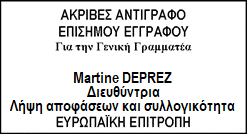 ΑΚΡΙΒΕΣ ΑΝΤΙΓΡΑΦΟ
ΕΠΙΣΗΜΟΥ ΕΓΓΡΑΦΟΥ
Για την Γενική Γραμματέα
Martine DEPREZ
Διευθύντρια
Λήψη αποφάσεων και συλλογικότητα
ΕΥΡΩΠΑΪΚΗ ΕΠΙΤΡΟΠΗ